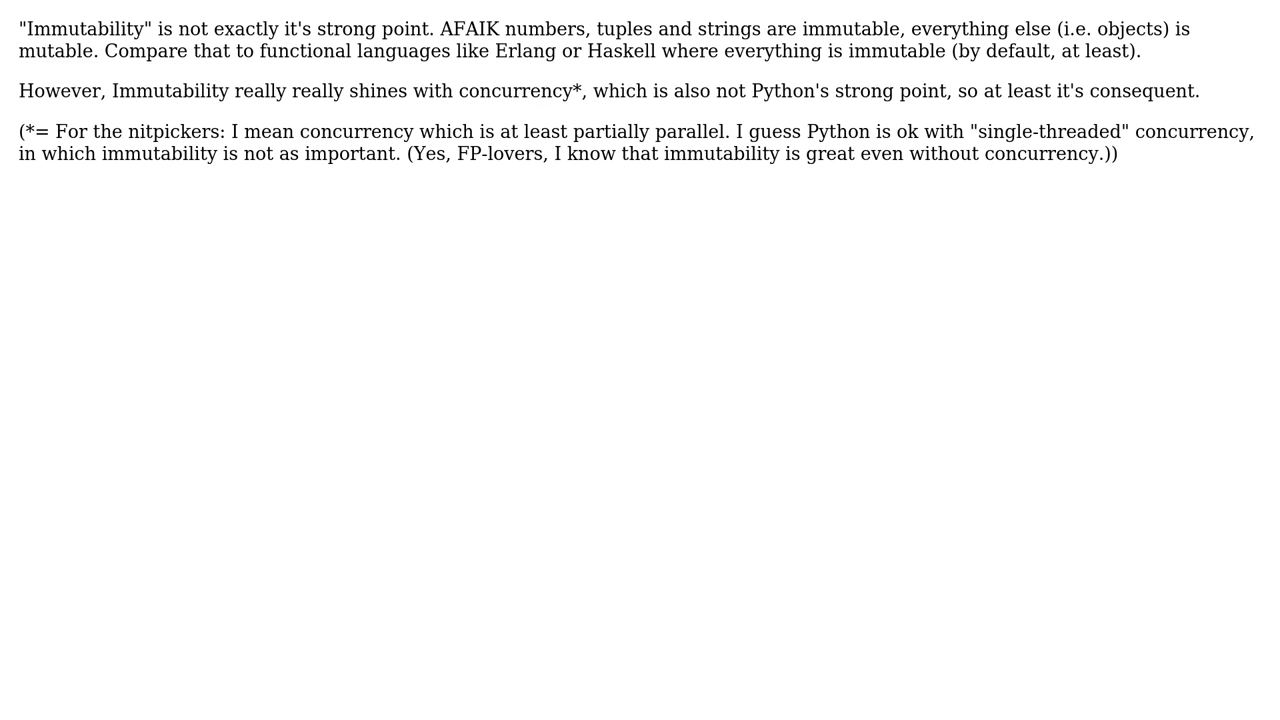 "Immutability" is not exactly it's strong point. AFAIK numbers, tuples and strings are immutable, everything else (i.e. objects) is
mutable. Compare that to functional languages like Erlang or Haskell where everything is immutable (by default, at least).
However, Immutability really really shines with concurrency*, which is also not Python's strong point, so at least it's consequent.
(*= For the nitpickers: I mean concurrency which is at least partially parallel. I guess Python is ok with "single-threaded" concurrency,
in which immutability is not as important. (Yes, FP-lovers, I know that immutability is great even without concurrency.))